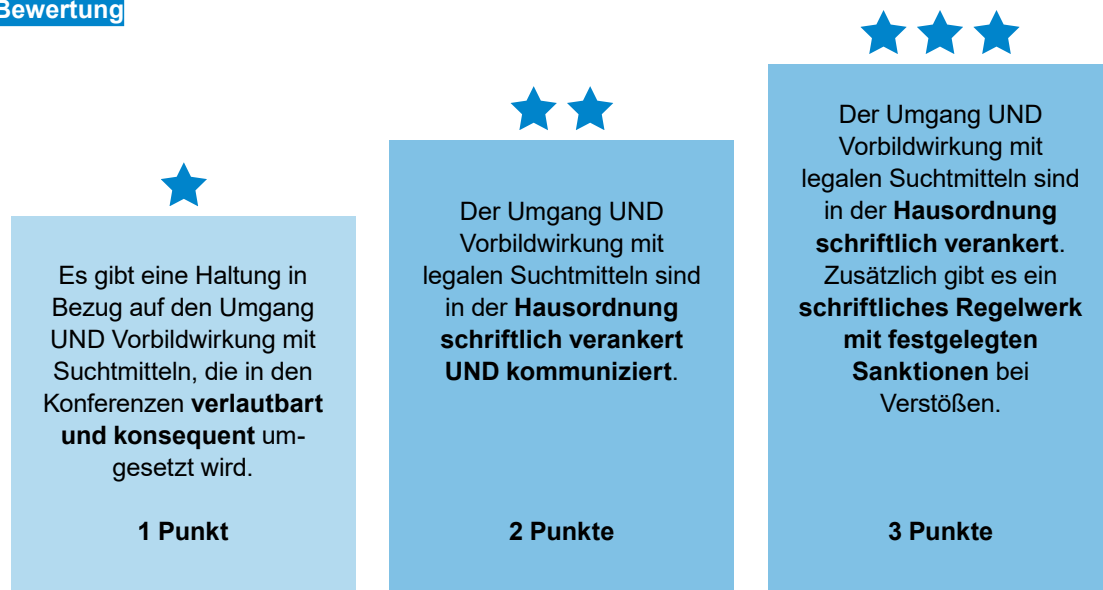 Bewertung
Es gibt eine Haltung in
Bezug auf den Umgang
UND Vorbildwirkung mit
Suchtmitteln, die in den
Konferenzen verlautbart
und konsequent um-
gesetzt wird.
1 Punkt
Der Umgang UND
Vorbildwirkung mit
legalen Suchtmitteln sind
in der Hausordnung
schriftlich verankert
UND kommuniziert.
2 Punkte
Der Umgang UND
Vorbildwirkung mit
legalen Suchtmitteln sind
in der Hausordnung
schriftlich verankert.
Zusätzlich gibt es ein
schriftliches Regelwerk
mit festgelegten
Sanktionen bei
Verstößen.
3 Punkte